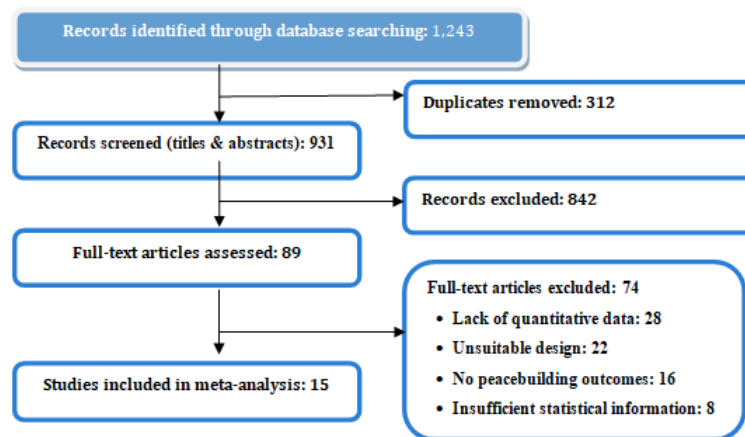 Records identified through database searching: 1,243
Duplicates removed: 312
Records screened (titles & abstracts): 931
Records excluded: 842
Full-text articles assessed: 89
Full-text articles excluded: 74
• Lack of quantitative data: 28
• Unsuitable design: 22
• No peacebuilding outcomes: 16
• Insufficient statistical information: 8
Studies included in meta-analysis: 15